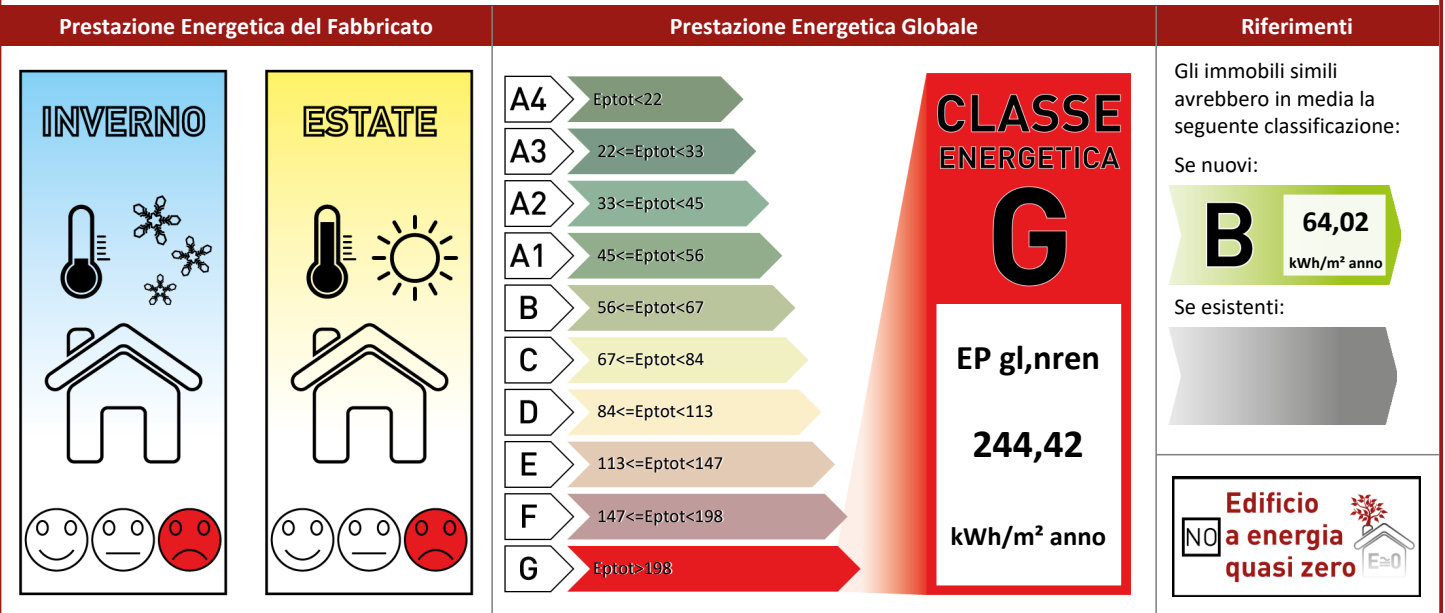 Prestazione Energetica del Fabbricato
Prestazione Energetica Globale
Riferimenti
INVERNO
ESTATE
A4
Eptot<22
A3
22<=Eptot<33
A2
33<=Eptot<45
A1
45<=Eptot<56
B
56<=Eptot<67
C
67<=Eptot<84
D
84<=Eptot<113
E
113<=Eptot<147
F
147<=Eptot<198
G
Eptot>198
CLASSE
ENERGETICA
G
EP gl,nren
244,42
kWh/m² anno
Gli immobili simili
avrebbero in media la
seguente classificazione:
Se nuovi:
B
64,02
kWh/m² anno
Se esistenti:
Edificio
NO a energia
quasi zero
E≅0